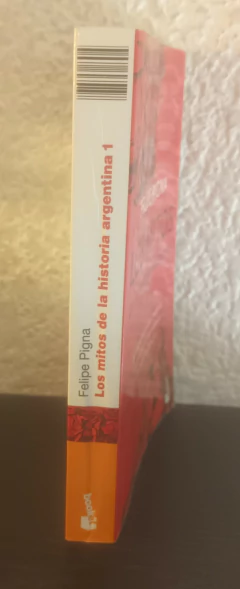 Felipe Pigna
Los mitos de la historia argentina 1